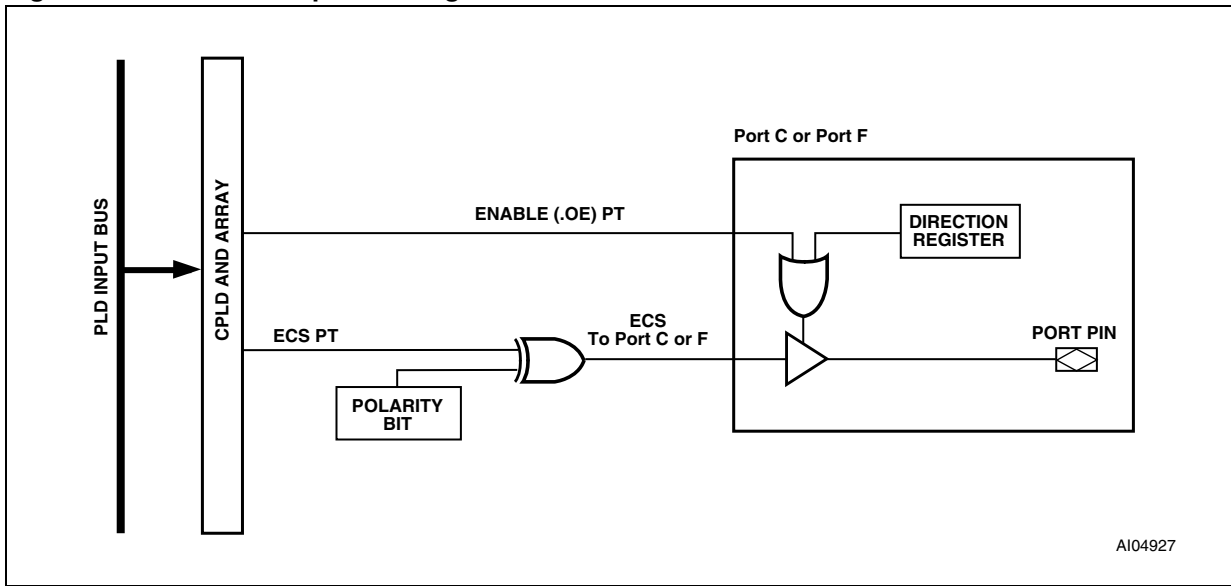 Port C or Port F
PLD INPUT BUS
CPLD AND ARRAY
ENABLE (.OE) PT
DIRECTION
REGISTER
ECS PT
ECS
To Port C or F
PORT PIN
POLARITY
BIT
AI04927